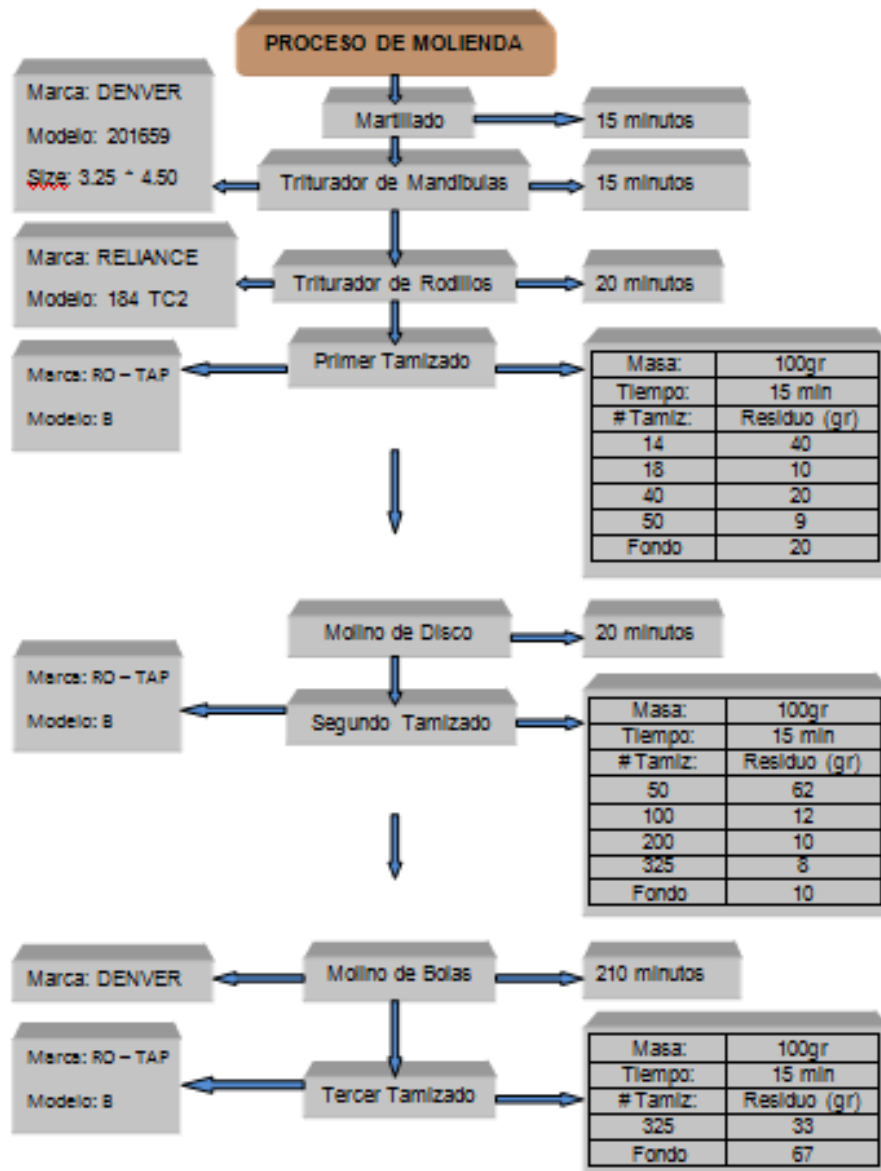 PROCESO DE MOLIENDA
Marca: DENVER
Modelo: 201659
Size: 3.25 * 4.50
Martillado
15 minutos
Triturador de Mandíbulas
15 minutos
Marca: RELIANCE
Modelo: 184 TC2
Triturador de Rodillos
20 minutos
Marca: RO – TAP
Modelo: B
Primer Tamizado
Masa: 100gr
Tiempo: 15 min
# Tamiz: Residuo (gr)
14 40
18 10
40 20
50 9
Fondo 20
Molino de Disco
20 minutos
Marca: RO – TAP
Modelo: B
Segundo Tamizado
Masa: 100gr
Tiempo: 15 min
# Tamiz: Residuo (gr)
50 62
100 12
200 10
325 8
Fondo 10
Marca: DENVER
Molino de Bolas
210 minutos
Marca: RO – TAP
Modelo: B
Tercer Tamizado
Masa: 100gr
Tiempo: 15 min
# Tamiz: Residuo (gr)
325 33
Fondo 67